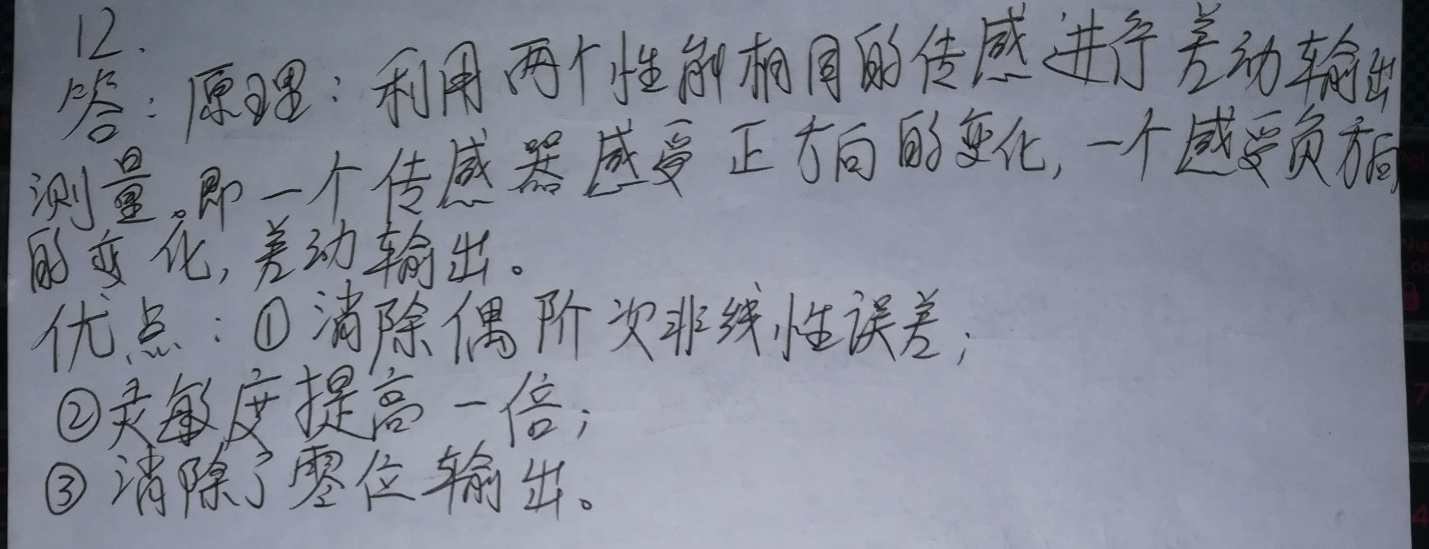 12.
答：原理：利用两个性能相同的传感进行差动输出
测量。即一个传感器感受正方向的变化，一个感受负方向
的变化，差动输出。
优点：①消除偶阶次非线性误差；
②灵敏度提高一倍；
③消除了零位输出。